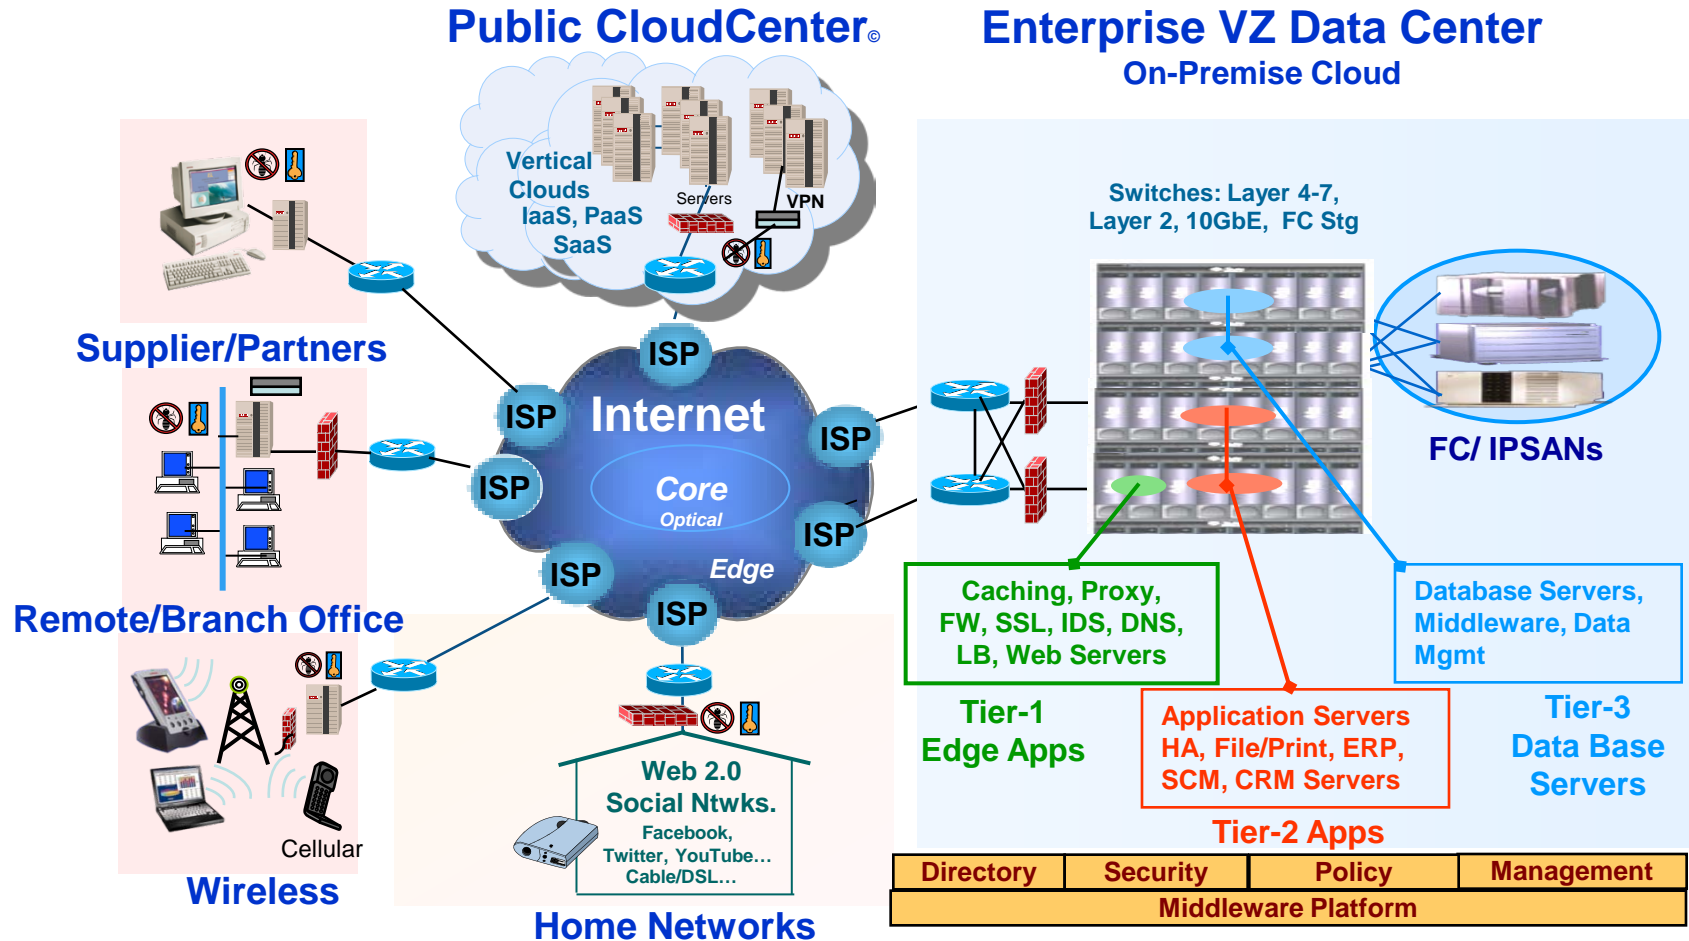 Public CloudCenter©
Enterprise VZ Data Center
On-Premise Cloud
Vertical
Clouds
IaaS, PaaS
SaaS
Servers
VPN
Switches: Layer 4-7,
Layer 2, 10GbE, FC Stg
Supplier/Partners
ISP
ISP
ISP
ISP
ISP
ISP
ISP
Internet
Core
Optical
Edge
FC/ IPSANs
Remote/Branch Office
Caching, Proxy,
FW, SSL, IDS, DNS,
LB, Web Servers
Tier-1
Edge Apps
Application Servers
HA, File/Print, ERP,
SCM, CRM Servers
Tier-2 Apps
Database Servers,
Middleware, Data
Mgmt
Tier-3
Data Base
Servers
Cellular
Wireless
Web 2.0
Social Ntwks.
Facebook,
Twitter, YouTube...
Cable/DSL...
Home Networks
Directory
Security
Policy
Management
Middleware Platform